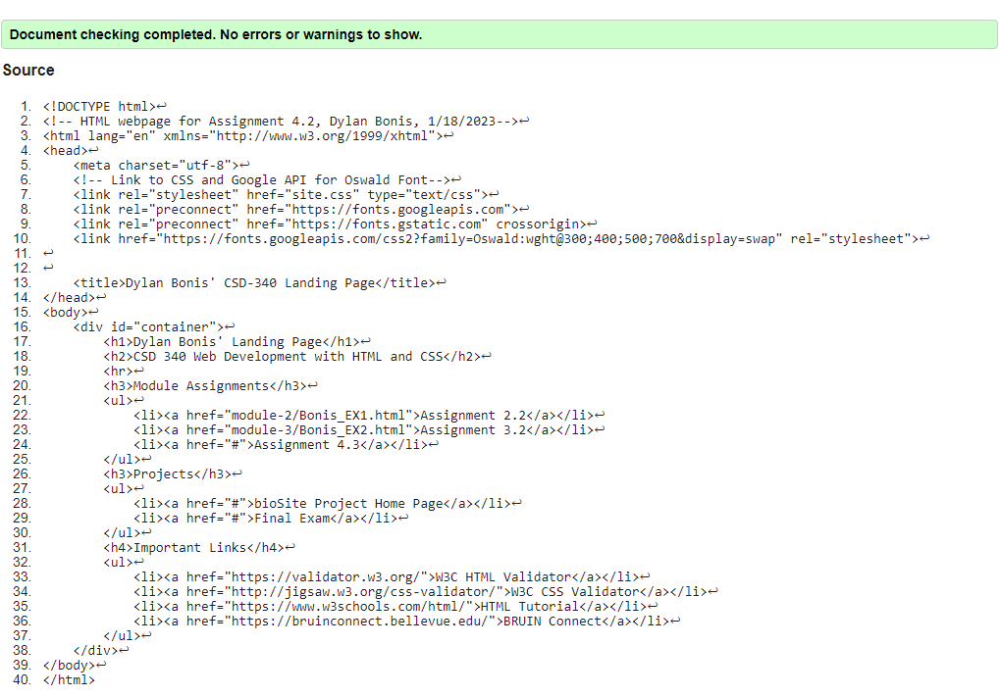 Document checking completed. No errors or warnings to show.
Source
1. <!DOCTYPE html>↩
2. <!-- HTML webpage for Assignment 4.2, Dylan Bonis, 1/18/2023-->↩
3. <html lang="en" xmlns="http://www.w3.org/1999/xhtml">↩
4. <head>↩
5.     <meta charset="utf-8">↩
6.     <!-- Link to CSS and Google API for Oswald Font-->↩
7.     <link rel="stylesheet" href="site.css" type="text/css">↩
8.     <link rel="preconnect" href="https://fonts.googleapis.com">↩
9.     <link rel="preconnect" href="https://fonts.gstatic.com" crossorigin>↩
10.     <link href="https://fonts.googleapis.com/css2?family=Oswald:wght@300;400;500;700&display=swap" rel="stylesheet">↩
11. ↩
12. ↩
13.     <title>Dylan Bonis' CSD-340 Landing Page</title>↩
14. </head>↩
15. <body>↩
16.     <div id="container">↩
17.         <h1>Dylan Bonis' Landing Page</h1>↩
18.         <h2>CSD 340 Web Development with HTML and CSS</h2>↩
19.         <hr>↩
20.         <h3>Module Assignments</h3>↩
21.         <ul>↩
22.             <li><a href="module-2/Bonis_EX1.html">Assignment 2.2</a></li>↩
23.             <li><a href="module-3/Bonis_EX2.html">Assignment 3.2</a></li>↩
24.             <li><a href="#">Assignment 4.3</a></li>↩
25.         </ul>↩
26.         <h3>Projects</h3>↩
27.         <ul>↩
28.             <li><a href="#">bioSite Project Home Page</a></li>↩
29.             <li><a href="#">Final Exam</a></li>↩
30.         </ul>↩
31.         <h4>Important Links</h4>↩
32.         <ul>↩
33.             <li><a href="https://validator.w3.org/">W3C HTML Validator</a></li>↩
34.             <li><a href="http://jigsaw.w3.org/css-validator/">W3C CSS Validator</a></li>↩
35.             <li><a href="https://www.w3schools.com/html/">HTML Tutorial</a></li>↩
36.             <li><a href="https://bruinconnect.bellevue.edu/">BRUIN Connect</a></li>↩
37.         </ul>↩
38.     </div>↩
39. </body>↩
40. </html>